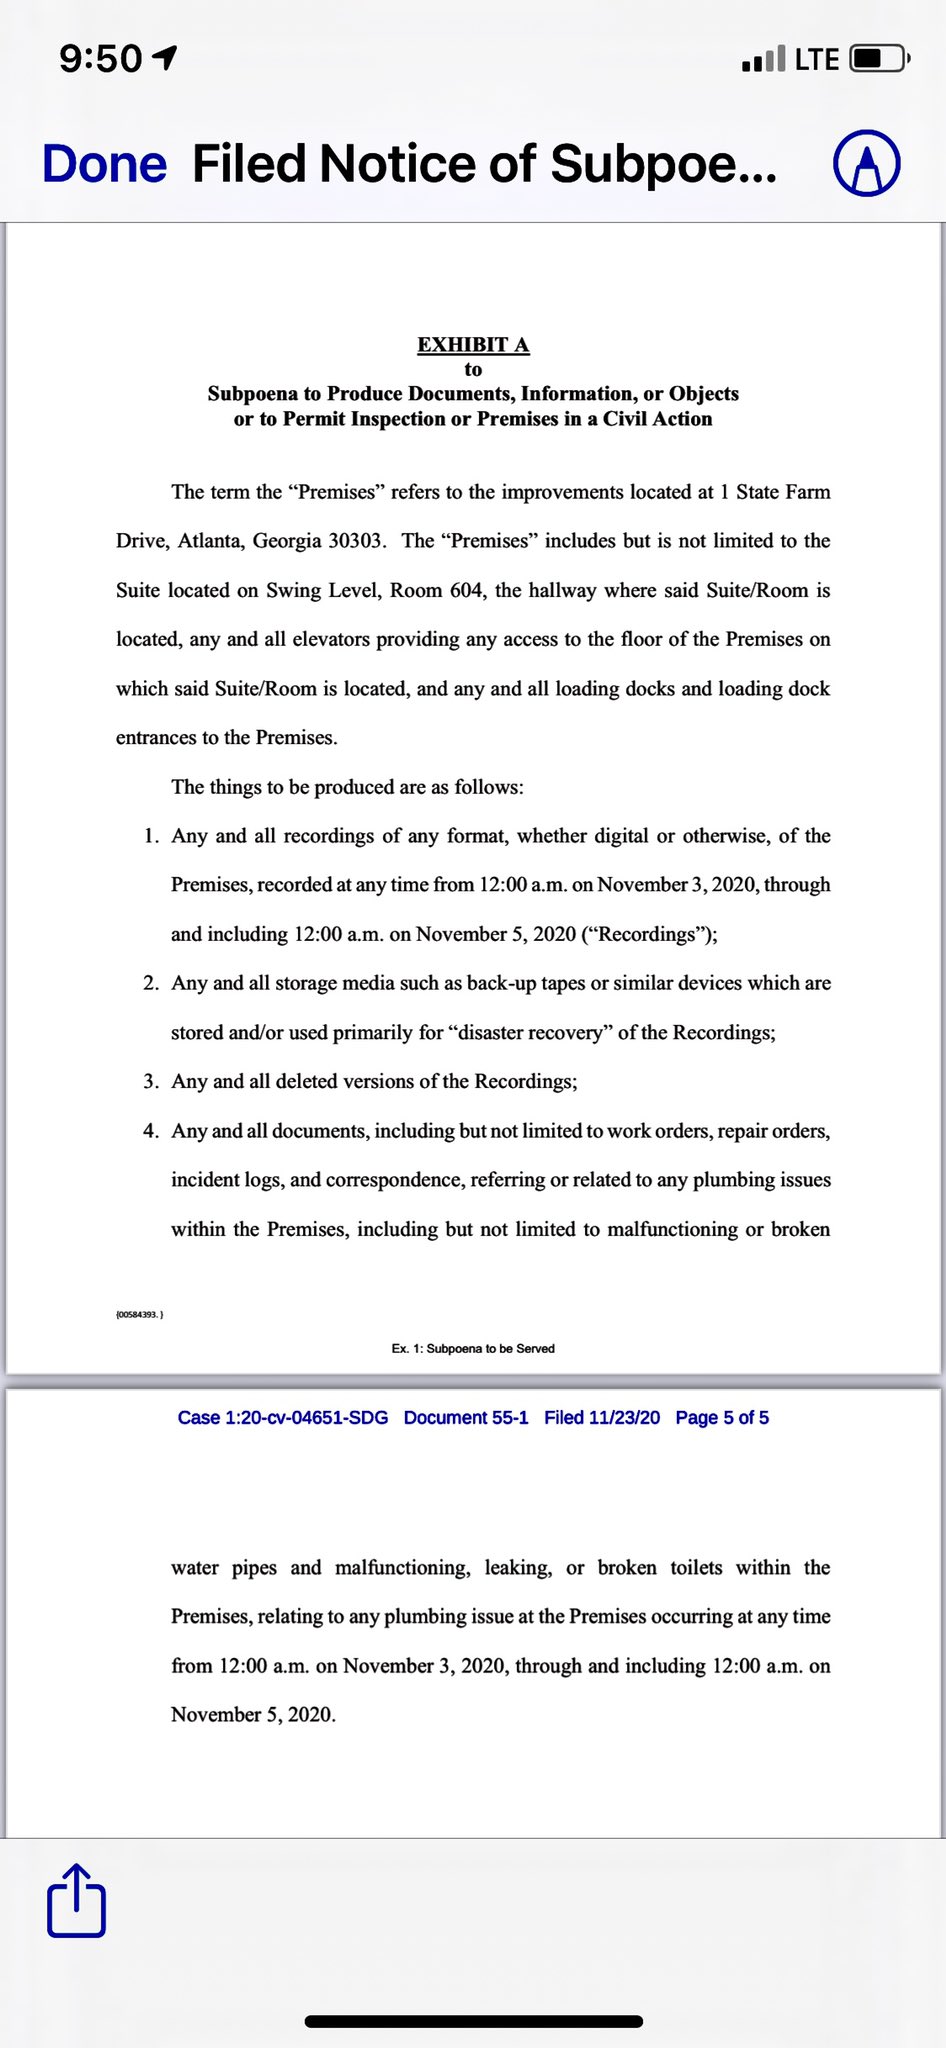 9:50
LTE
Done Filed Notice of Subpoe...
EXHIBIT A
to
Subpoena to Produce Documents, Information, or Objects
or to Permit Inspection or Premises in a Civil Action
The term the “Premises” refers to the improvements located at 1 State Farm
Drive, Atlanta, Georgia 30303. The “Premises” includes but is not limited to the
Suite located on Swing Level, Room 604, the hallway where said Suite/Room is
located, any and all elevators providing any access to the floor of the Premises on
which said Suite/Room is located, and any and all loading docks and loading dock
entrances to the Premises.
The things to be produced are as follows:
1. Any and all recordings of any format, whether digital or otherwise, of the
Premises, recorded at any time from 12:00 a.m. on November 3, 2020, through
and including 12:00 a.m. on November 5, 2020 (“Recordings”);
2. Any and all storage media such as back-up tapes or similar devices which are
stored and/or used primarily for “disaster recovery” of the Recordings;
3. Any and all deleted versions of the Recordings;
4. Any and all documents, including but not limited to work orders, repair orders,
incident logs, and correspondence, referring or related to any plumbing issues
within the Premises, including but not limited to malfunctioning or broken
{00584393. }
Ex. 1: Subpoena to be Served
Case 1:20-cv-04651-SDG Document 55-1 Filed 11/23/20 Page 5 of 5
water pipes and malfunctioning, leaking, or broken toilets within the
Premises, relating to any plumbing issue at the Premises occurring at any time
from 12:00 a.m. on November 3, 2020, through and including 12:00 a.m. on
November 5, 2020.